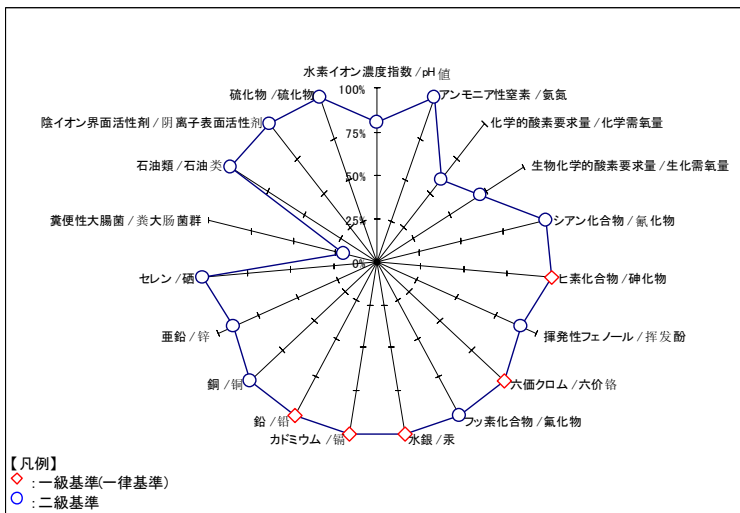 水素イオン濃度指数/pH値
100%
75%
50%
25%
0%
アンモニア性窒素/氨氮
化学的酸素要求量/化学需氧量
生物化学的酸素要求量/生化需氧量
シアン化合物/氰化物
ヒ素化合物/砷化物
揮発性フェノール/挥发酚
六価クロム/六价铬
フッ素化合物/氟化物
水銀/汞
カドミウム/镉
鉛/铅
銅/铜
亜鉛/锌
セレン/硒
糞便性大腸菌/粪大肠菌群
石油類/石油类
陰イオン界面活性剤/阴离子表面活性剂
硫化物/硫化物
【凡例】
:一級基準(一律基準)
:二級基準